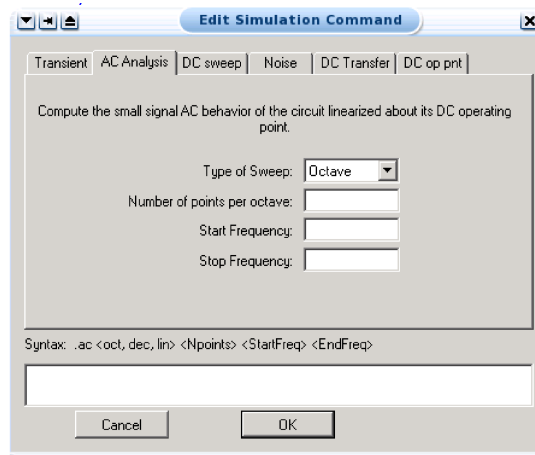 Edit Simulation Command
Transient AC Analysis DC sweep Noise DC Transfer DC op pnt
Compute the small signal AC behavior of the circuit linearized about its DC operating
point.
Type of Sweep: Octave
Number of points per octave:
Start Frequency:
Stop Frequency:
Syntax: .ac <oct, dec, lin> <Npoints> <StartFreq> <EndFreq>
Cancel OK